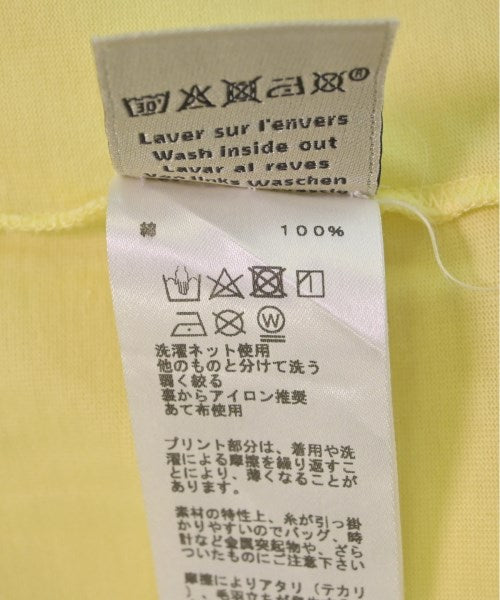 Laver sur l'envers
Wash inside out
Lavar al reves
waschen
綿 100%
洗濯ネット使用
他のものと分けて洗う
弱く絞る
裏からアイロン推奨
あて布使用
プリント部分は、着用や洗
濯による摩擦を繰り返すこ
とにより、薄くなることが
あります。
素材の特性上、糸が引っ掛
かりやすいのでバッグ、時
計など金属突起物や、ざら
ついたものにご注意下さい
摩擦によりアタリ(テカリ
)、毛羽立ちが